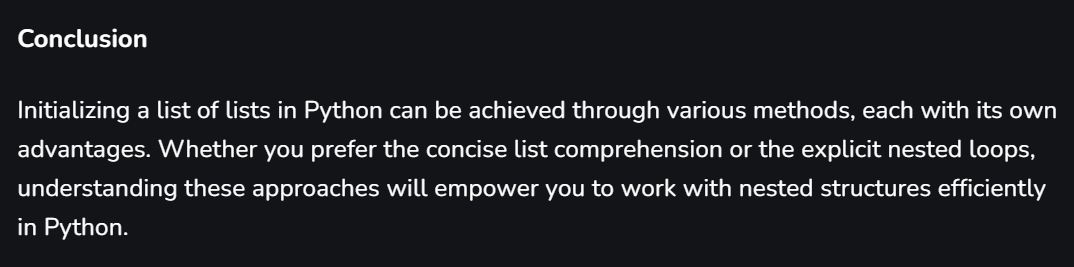 Conclusion
Initializing a list of lists in Python can be achieved through various methods, each with its own
advantages. Whether you prefer the concise list comprehension or the explicit nested loops,
understanding these approaches will empower you to work with nested structures efficiently
in Python.